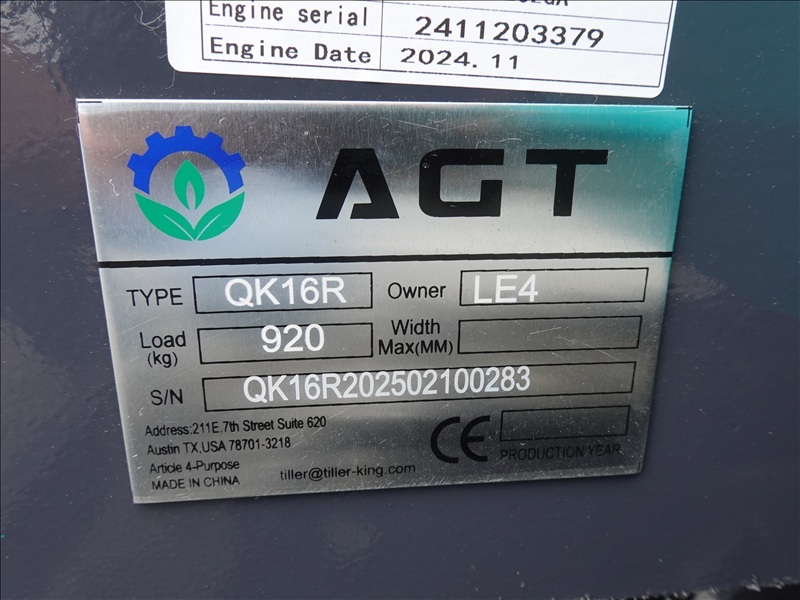 Engine serial 2411203379
Engine Date 2024.11
AGT
TYPE QK16R Owner LE4
Load (kg) 920 Width Max(MM)
S/N QK16R202502100283
Address:211E.7th Street Suite 620
Austin TX,USA 78701-3218
Article 4-Purpose
MADE IN CHINA
tiller@tiller-king.com
CE
PRODUCTION YEAR